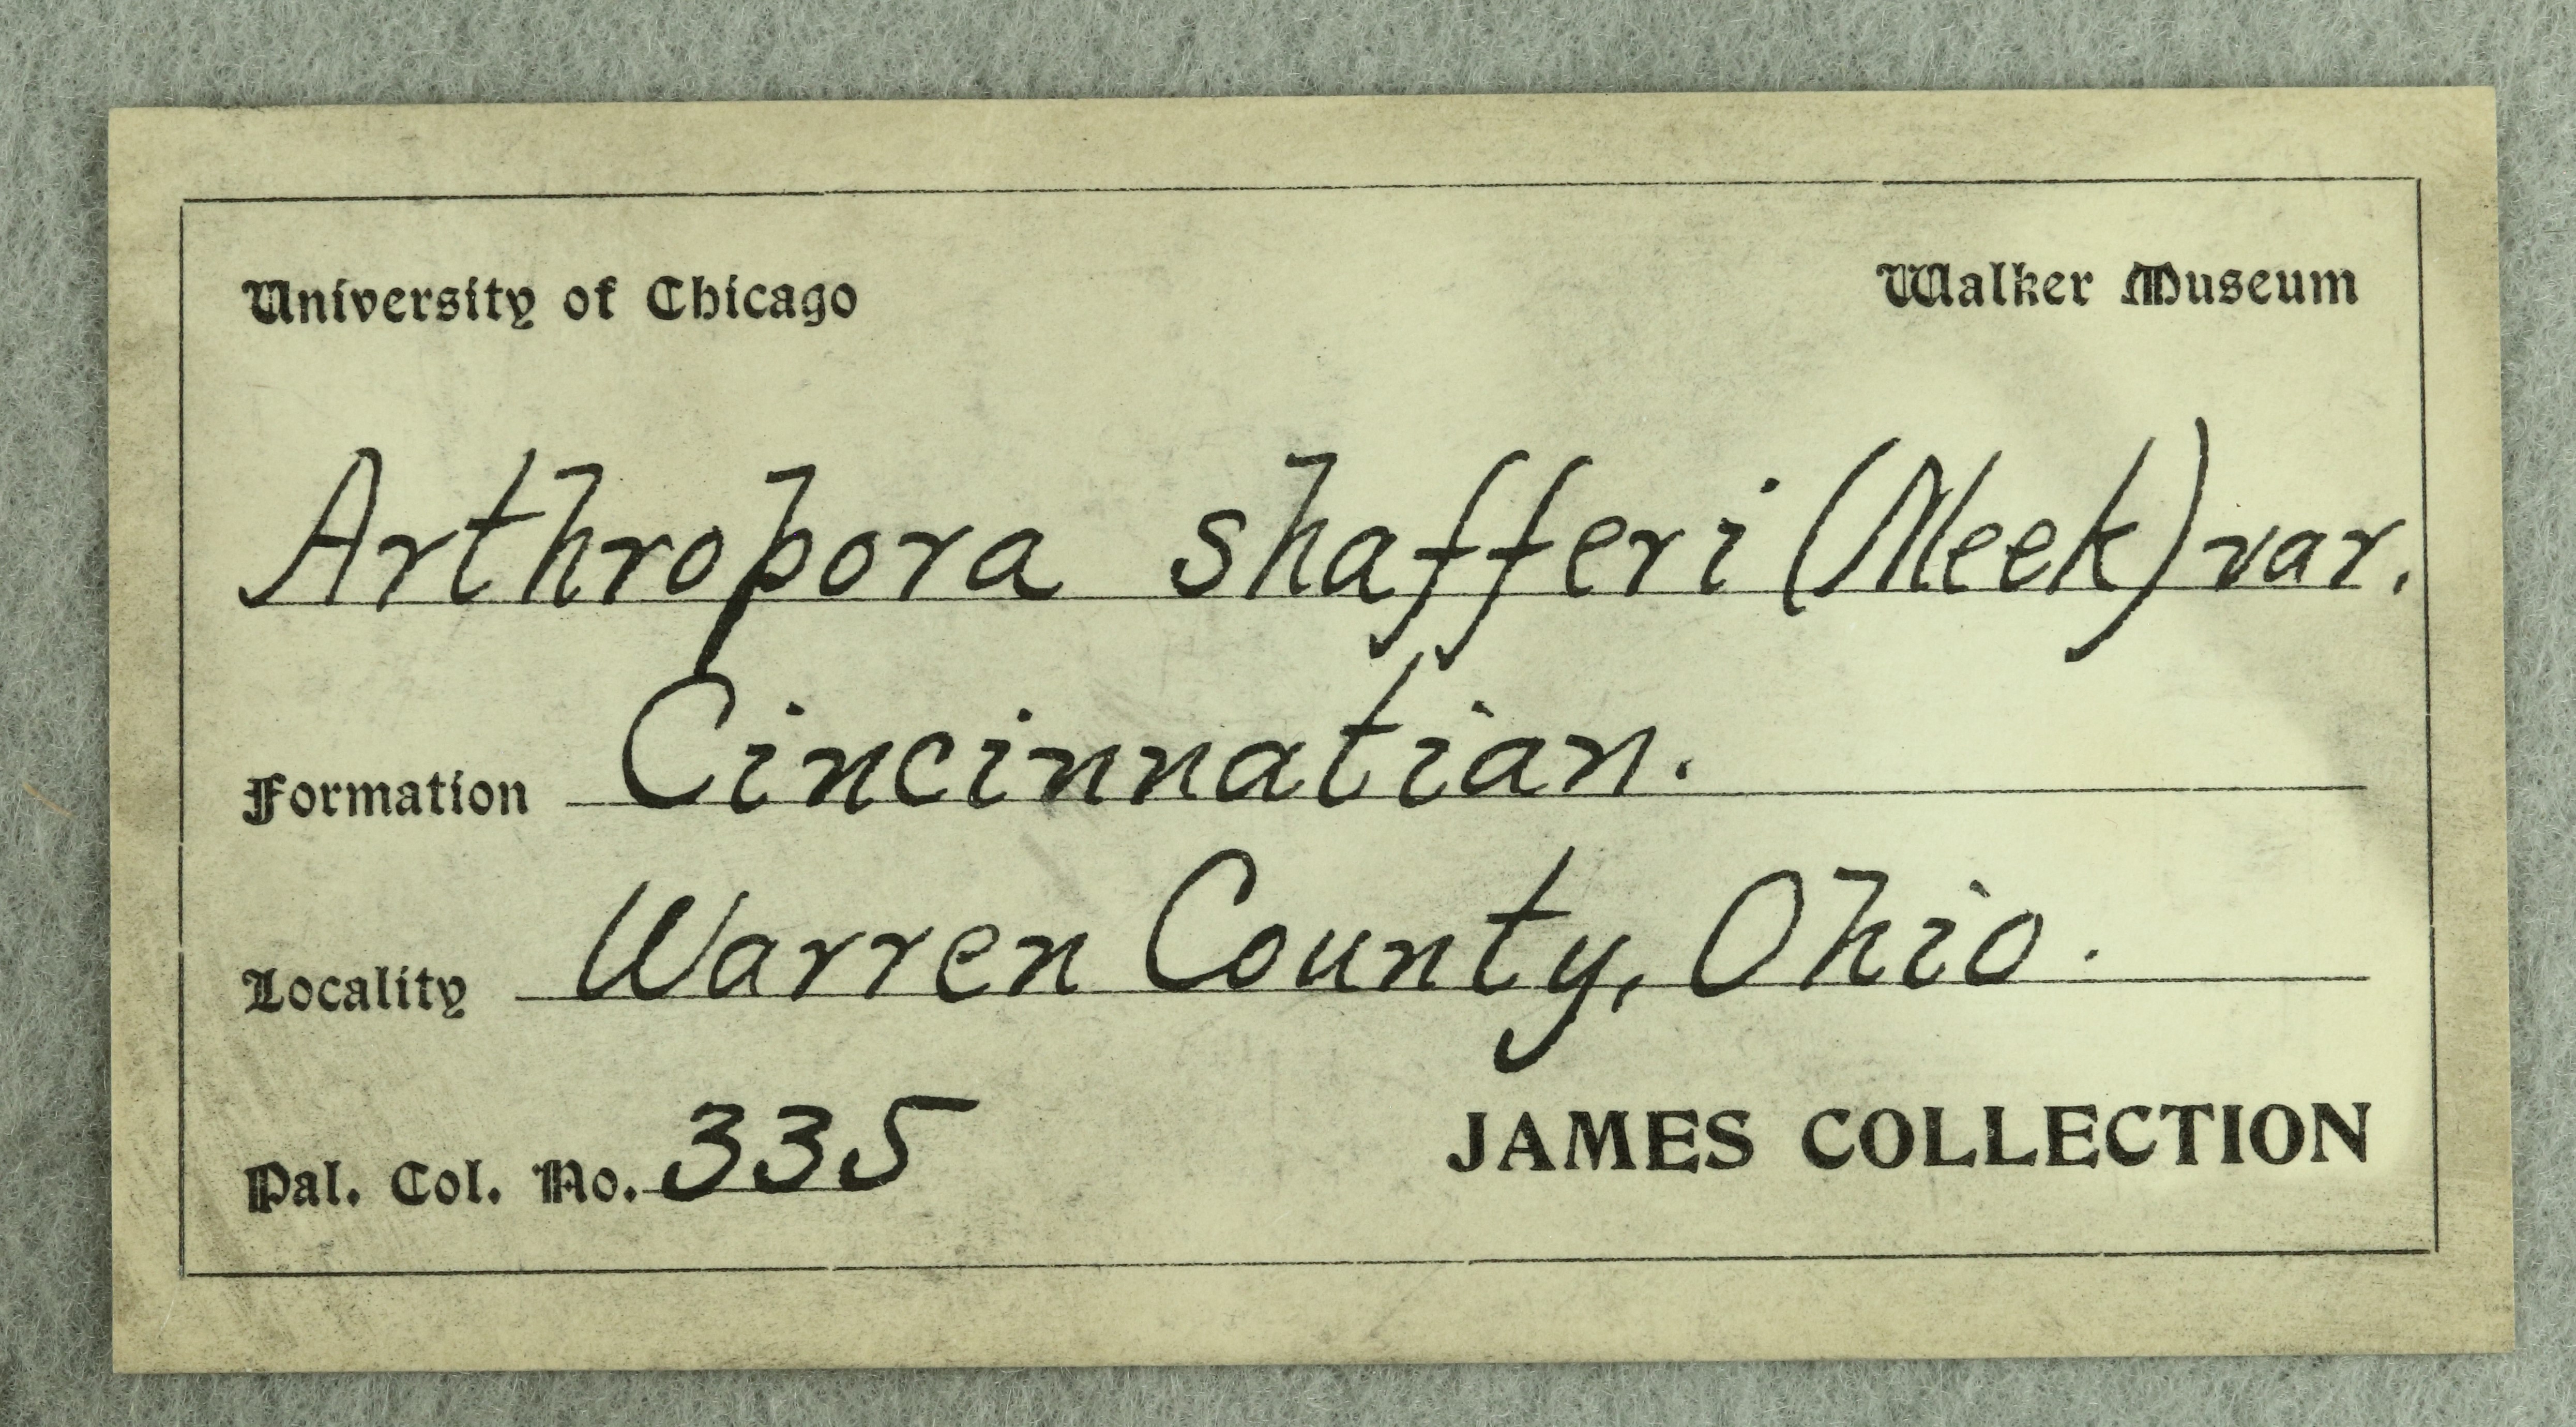 University of Chicago Walker Museum
Arthropora shafferi (Meek) var.
Formation Cincinnatian.
Locality Warren County, Ohio.
Pal. Col. No. 335 JAMES COLLECTION